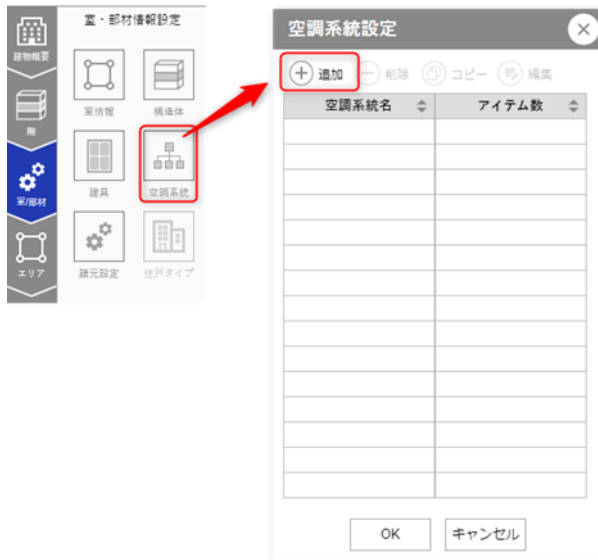 建物概要
階
室/部材
エリア
室・部材情報設定
室情報
構造体
建具
空調系統
諸元設定
住戸タイプ
空調系統設定
追加 削除 コピー 編集
空調系統名 アイテム数
OK キャンセル